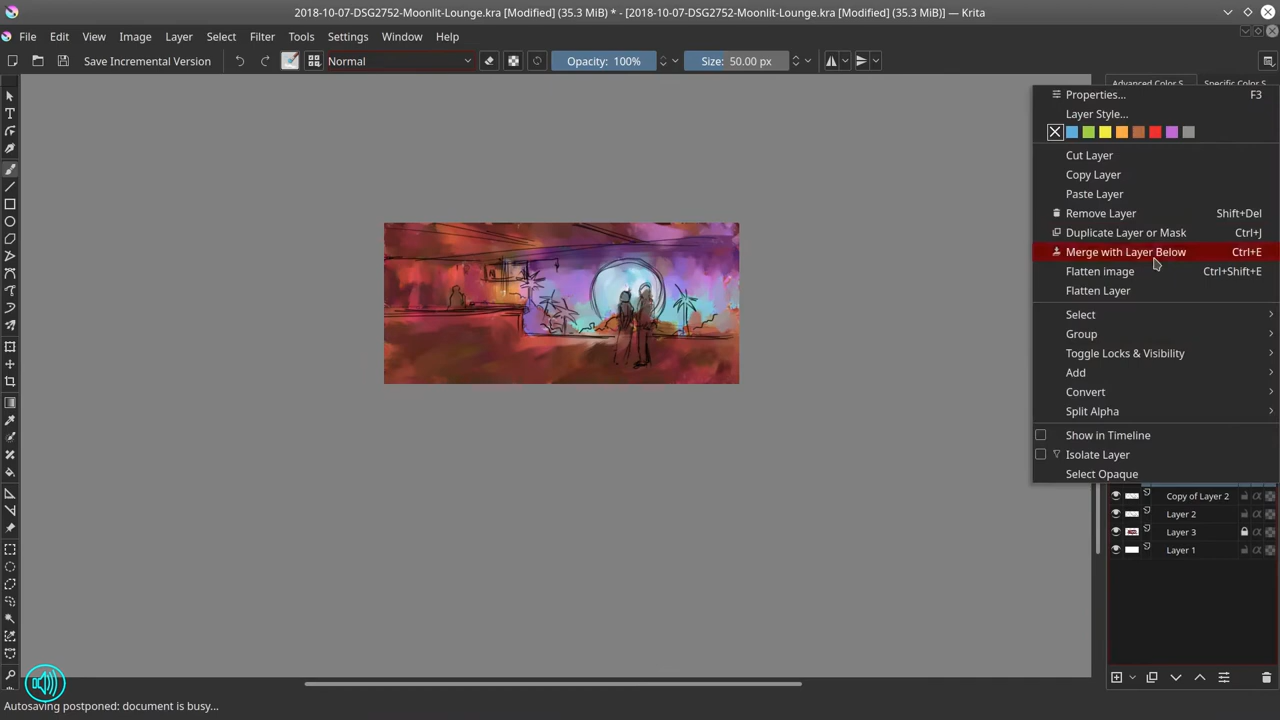 2018-10-07-DSG2752-Moonlit-Lounge.kra [Modified] (35.3 MiB) * - [2018-10-07-DSG2752-Moonlit-Lounge.kra [Modified] (35.3 MiB)] — Krita
File Edit View Image Layer Select Filter Tools Settings Window Help
Save Incremental Version Normal Opacity: 100% Size: 50.00 px
Advanced Color S Specific Color S
Properties... F3
Layer Style...
Cut Layer
Copy Layer
Paste Layer
Remove Layer Shift+Del
Duplicate Layer or Mask Ctrl+J
Merge with Layer Below Ctrl+E
Flatten image Ctrl+Shift+E
Flatten Layer
Select
Group
Toggle Locks & Visibility
Add
Convert
Split Alpha
Show in Timeline
Isolate Layer
Select Opaque
Copy of Layer 2
Layer 2
Layer 3
Layer 1
Autosaving postponed: document is busy...